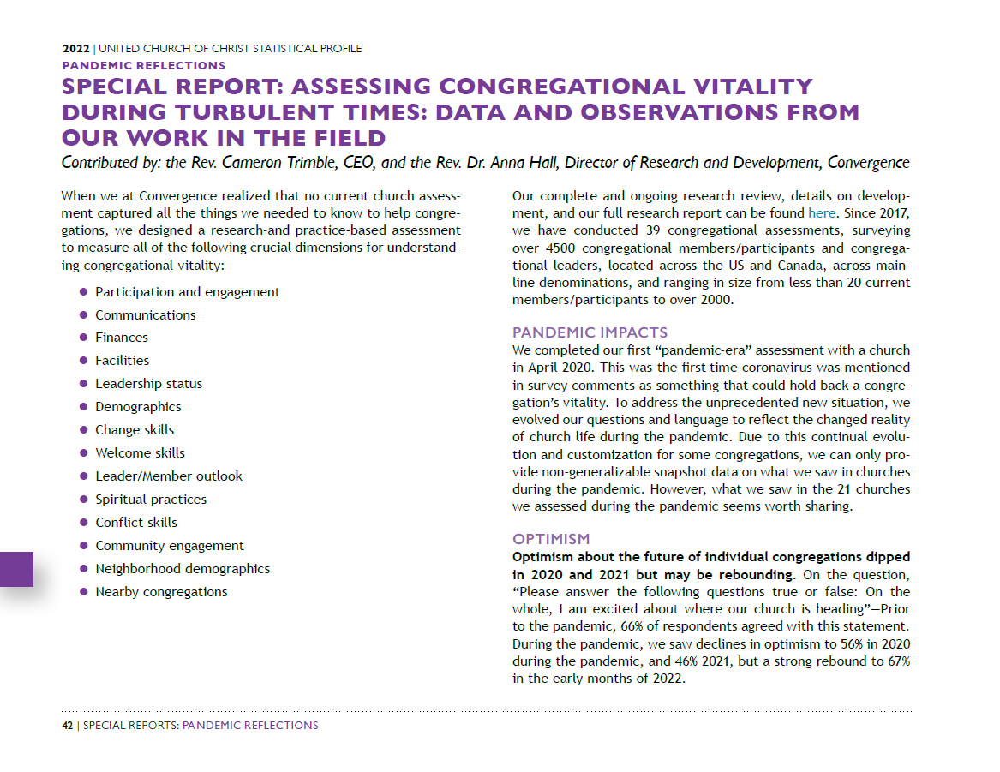 2022 | UNITED CHURCH OF CHRIST STATISTICAL PROFILE
PANDEMIC REFLECTIONS
SPECIAL REPORT: ASSESSING CONGREGATIONAL VITALITY
DURING TURBULENT TIMES: DATA AND OBSERVATIONS FROM
OUR WORK IN THE FIELD
Contributed by: the Rev. Cameron Trimble, CEO, and the Rev. Dr. Anna Hall, Director of Research and Development, Convergence
When we at Convergence realized that no current church assess-
ment captured all the things we needed to know to help congre-
gations, we designed a research-and practice-based assessment
to measure all of the following crucial dimensions for understand-
ing congregational vitality:
● Participation and engagement
● Communications
● Finances
● Facilities
● Leadership status
● Demographics
● Change skills
● Welcome skills
● Leader/Member outlook
● Spiritual practices
● Conflict skills
● Community engagement
● Neighborhood demographics
● Nearby congregations
Our complete and ongoing research review, details on develop-
ment, and our full research report can be found here. Since 2017,
we have conducted 39 congregational assessments, surveying
over 4500 congregational members/participants and congrega-
tional leaders, located across the US and Canada, across main-
line denominations, and ranging in size from less than 20 current
members/participants to over 2000.
PANDEMIC IMPACTS
We completed our first “pandemic-era” assessment with a church
in April 2020. This was the first-time coronavirus was mentioned
in survey comments as something that could hold back a congre-
gation’s vitality. To address the unprecedented new situation, we
evolved our questions and language to reflect the changed reality
of church life during the pandemic. Due to this continual evolu-
tion and customization for some congregations, we can only pro-
vide non-generalizable snapshot data on what we saw in churches
during the pandemic. However, what we saw in the 21 churches
we assessed during the pandemic seems worth sharing.
OPTIMISM
Optimism about the future of individual congregations dipped
in 2020 and 2021 but may be rebounding. On the question,
“Please answer the following questions true or false: On the
whole, I am excited about where our church is heading”—Prior
to the pandemic, 66% of respondents agreed with this statement.
During the pandemic, we saw declines in optimism to 56% in 2020
during the pandemic, and 46% 2021, but a strong rebound to 67%
in the early months of 2022.
42 | SPECIAL REPORTS: PANDEMIC REFLECTIONS